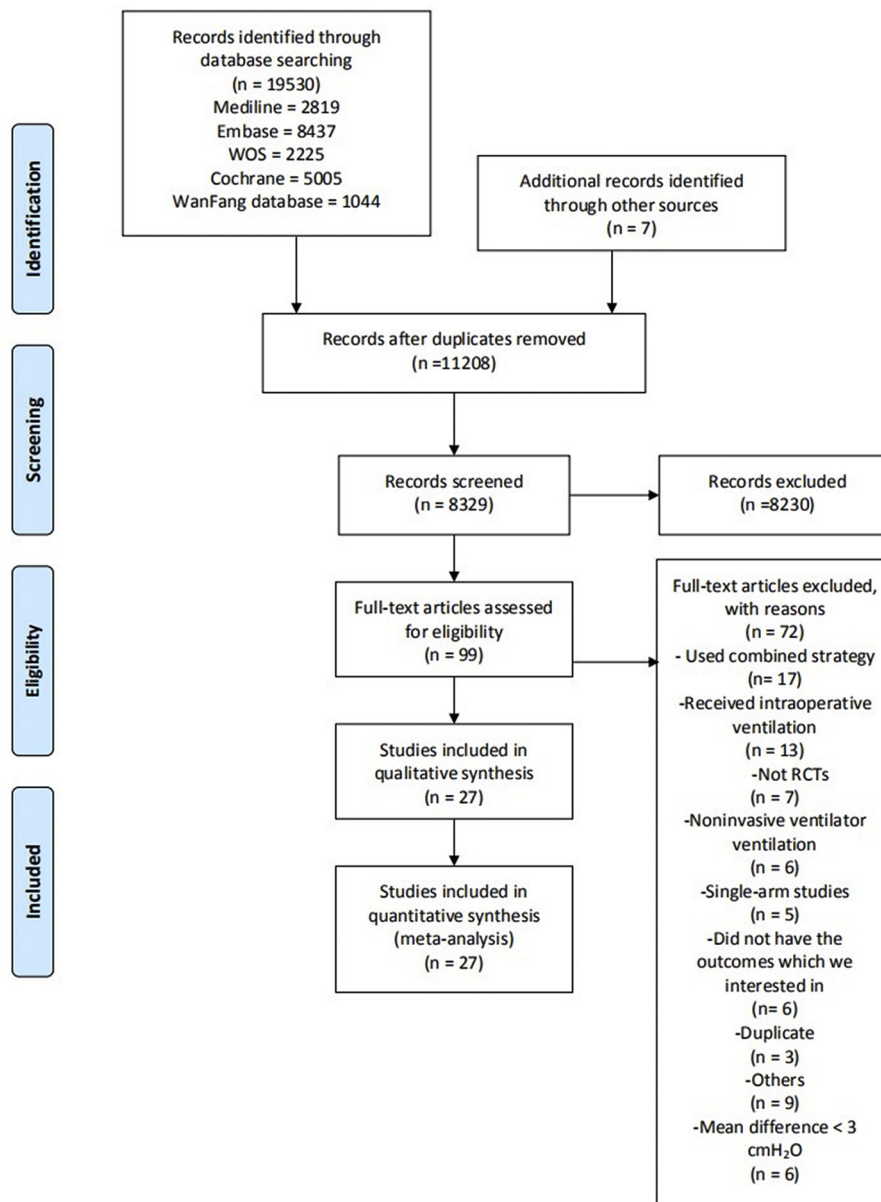 Records identified through
database searching
(n = 19530)
Mediline = 2819
Embase = 8437
WOS = 2225
Cochrane = 5005
WanFang database = 1044
Additional records identified
through other sources
(n = 7)
Identification
Records after duplicates removed
(n =11208)
Screening
Records screened
(n = 8329)
Records excluded
(n =8230)
Eligibility
Full-text articles assessed
for eligibility
(n = 99)
Full-text articles excluded,
with reasons
(n = 72)
- Used combined strategy
(n= 17)
-Received intraoperative
ventilation
(n = 13)
-Not RCTs
(n = 7)
-Noninvasive ventilator
ventilation
(n = 6)
-Single-arm studies
(n = 5)
-Did not have the
outcomes which we
interested in
(n= 6)
-Duplicate
(n = 3)
-Others
(n = 9)
-Mean difference < 3
cmH₂O
(n = 6)
Studies included in
qualitative synthesis
(n = 27)
Included
Studies included in
quantitative synthesis
(meta-analysis)
(n = 27)